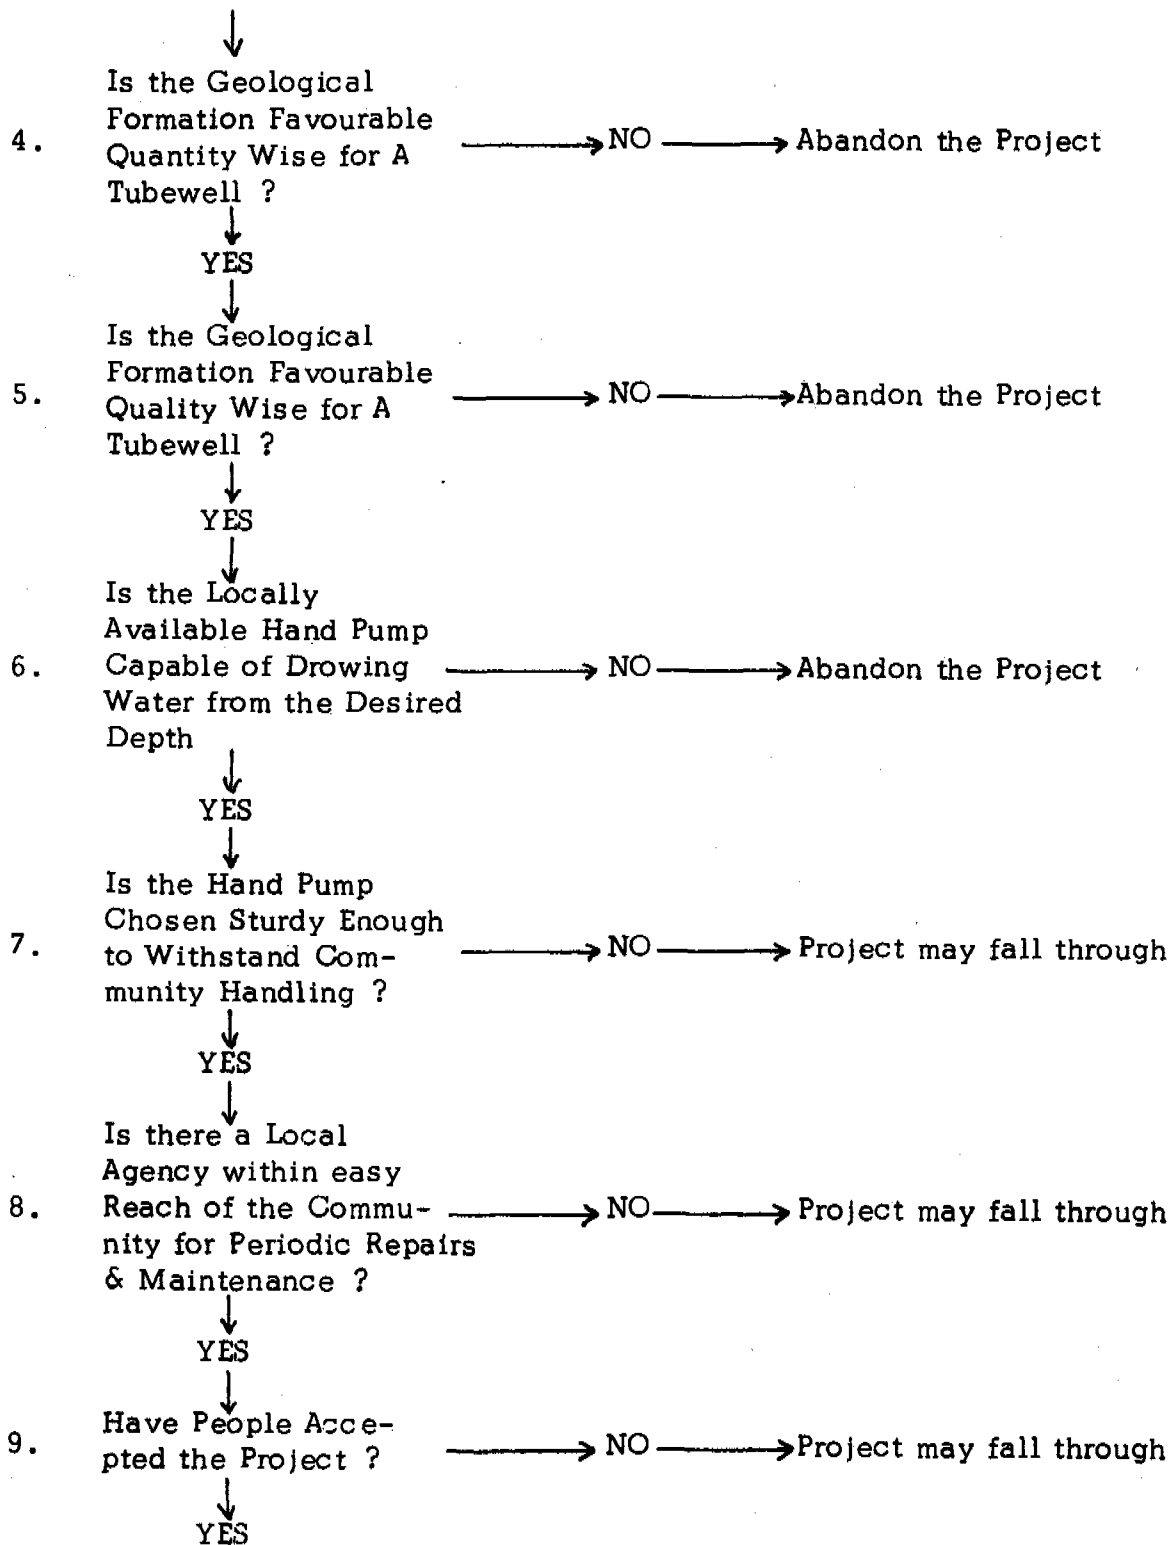 Is the Geological
Formation Favourable
4. Quantity Wise for A NO Abandon the Project
Tubewell ?
YES
Is the Geological
Formation Favourable
5. Quality Wise for A NO Abandon the Project
Tubewell ?
YES
Is the Locally
Available Hand Pump
6. Capable of Drowing NO Abandon the Project
Water from the Desired
Depth
YES
Is the Hand Pump
Chosen Sturdy Enough
7. to Withstand Com- NO Project may fall through
munity Handling ?
YES
Is there a Local
Agency within easy
8. Reach of the Commu- NO Project may fall through
nity for Periodic Repairs
& Maintenance ?
YES
Have People Acce-
9. pted the Project ? NO Project may fall through
YES